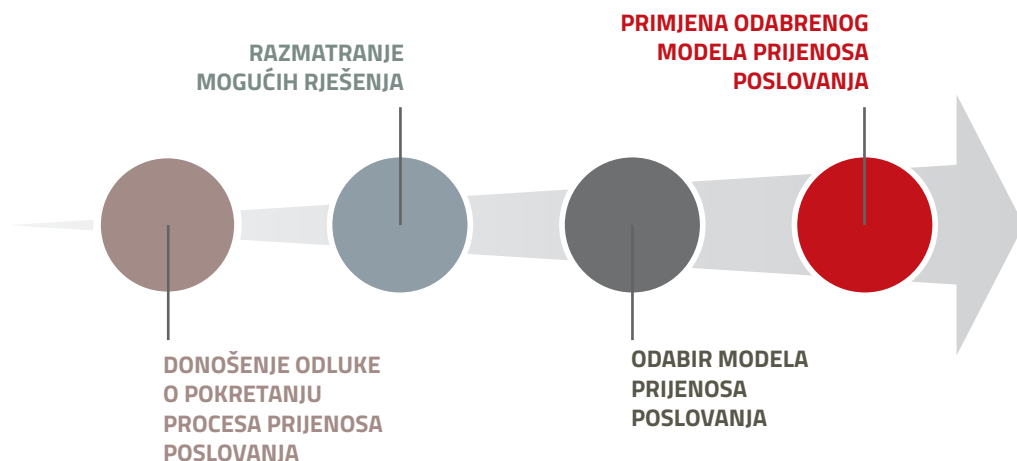 DONOŠENJE ODLUKE
O POKRETANJU
PROCESA PRIJENOSA
POSLOVANJA
RAZMATRANJE
MOGUĆIH RJEŠENJA
ODABIR MODELA
PRIJENOSA
POSLOVANJA
PRIMJENA ODABRENOG
MODELA PRIJENOSA
POSLOVANJA